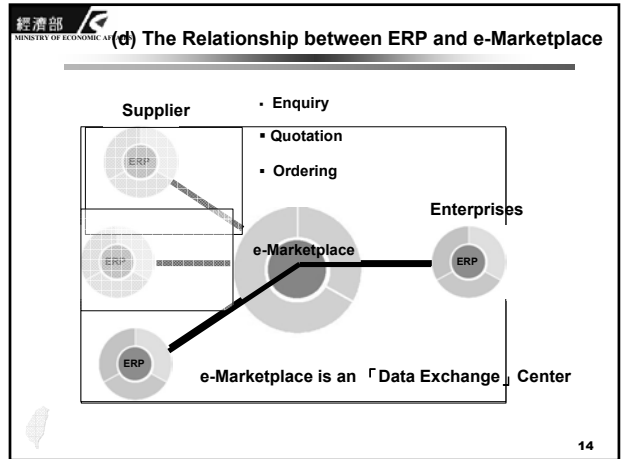 經濟部
MINISTRY OF ECONOMIC AFFAIRS
(d) The Relationship between ERP and e-Marketplace
Supplier
▪ Enquiry
▪ Quotation
▪ Ordering
ERP
Enterprises
e-Marketplace
ERP
ERP
ERP
e-Marketplace is an 「Data Exchange」 Center
14